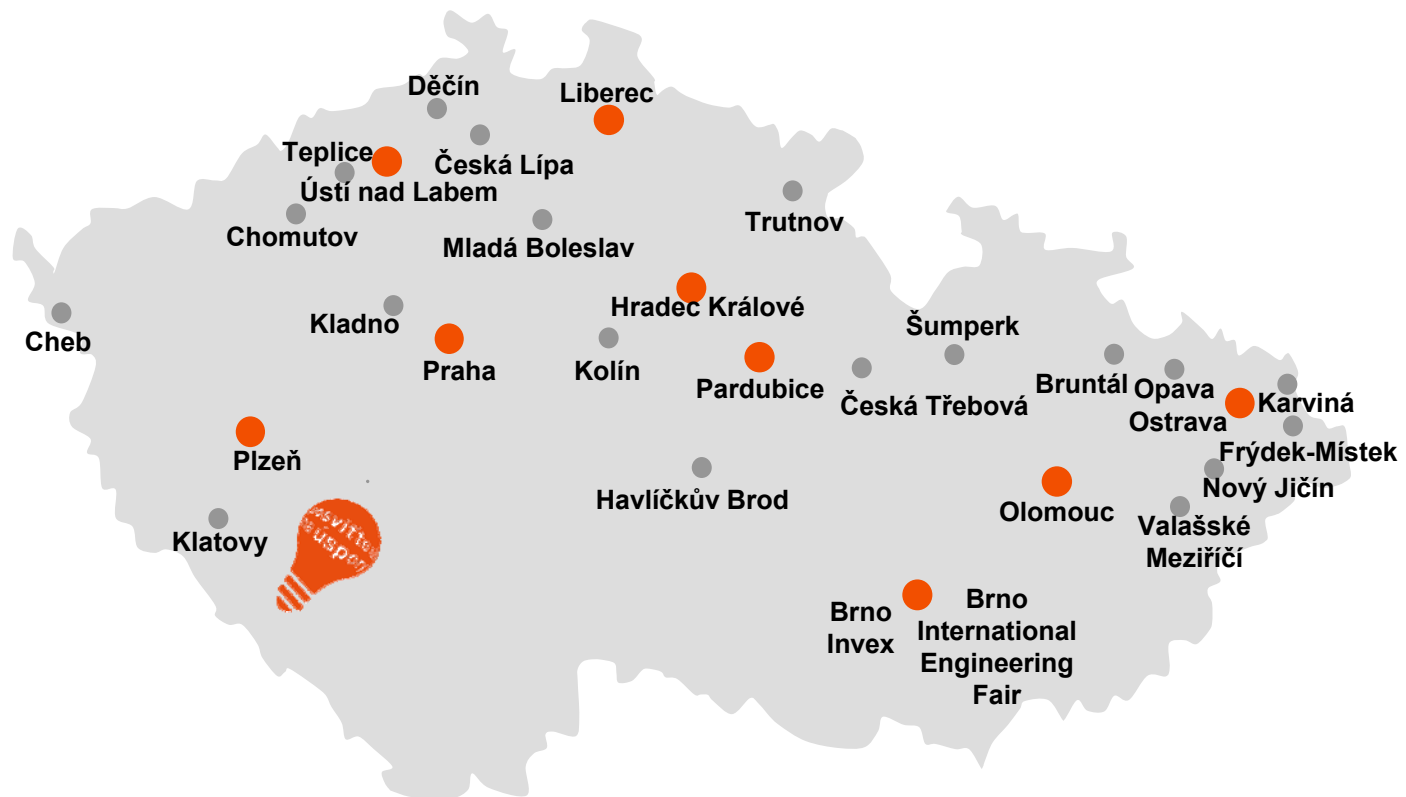 Děčín
Liberec
Teplice
Česká Lípa
Ústí nad Labem
Trutnov
Chomutov
Mladá Boleslav
Hradec Králové
Kladno
Šumperk
Cheb
Praha
Kolín
Pardubice
Bruntál
Opava
Karviná
Česká Třebová
Ostrava
Frýdek-Místek
Plzeň
Nový Jičín
Havlíčkův Brod
Olomouc
Valašské
Meziříčí
Klatovy
Brno
Invex
Brno
International
Engineering
Fair